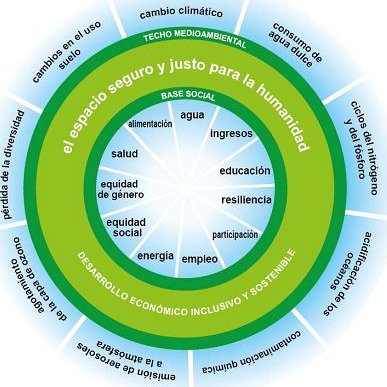 cambio climático
consumo de
agua dulce
ciclos del nitrógeno
y del fósforo
acidificación de los
océanos
contaminación química
emisión de aerosoles
a la atmósfera
agotamiento
de la capa de ozono
pérdida de la diversidad
cambios en el uso
suelo
TECHO MEDIOAMBIENTAL
el espacio seguro y justo para la humanidad
BASE SOCIAL
agua
ingresos
educación
resiliencia
participación
empleo
energía
equidad
social
equidad
de género
salud
alimentación
DESARROLLO ECONÓMICO INCLUSIVO Y SOSTENIBLE